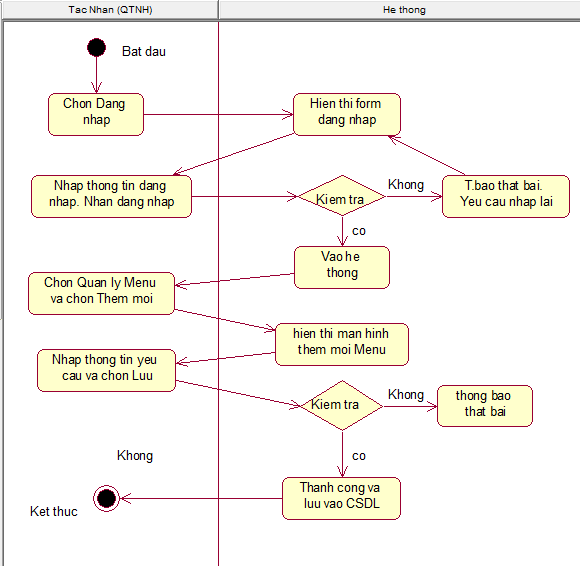 Tac Nhan (QTNH)
He thong
Bat dau
Chon Dang
nhap
Hien thi form
dang nhap
Nhap thong tin dang
nhap. Nhan dang nhap
Kiem tra
Khong
T.bao that bai.
Yeu cau nhap lai
co
Vao he
thong
Chon Quan ly Menu
va chon Them moi
hien thi man hinh
them moi Menu
Nhap thong tin yeu
cau va chon Luu
Kiem tra
Khong
thong bao
that bai
co
Khong
Thanh cong va
luu vao CSDL
Ket thuc